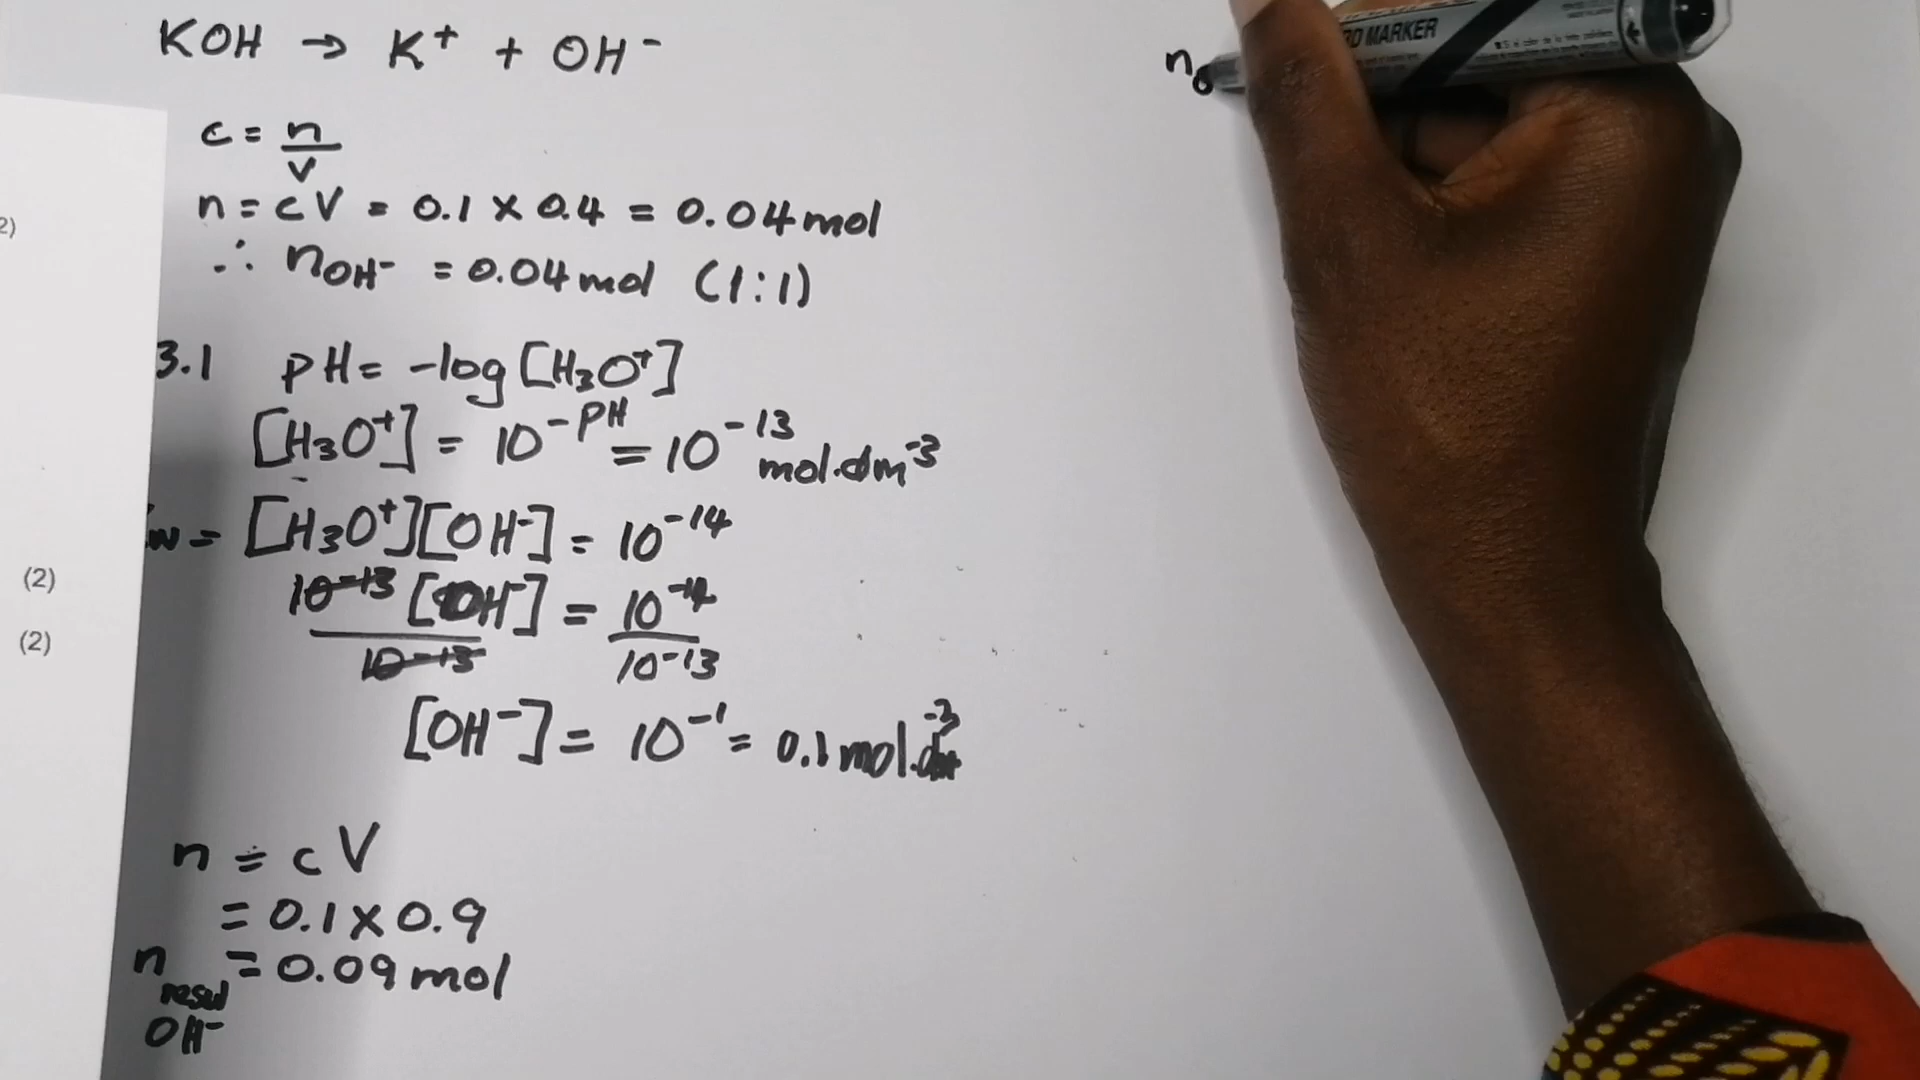 KOH → K⁺ + OH⁻
c = n/V
n = cV = 0.1 × 0.4 = 0.04 mol
∴ nOH⁻ = 0.04 mol (1:1)
3.1 pH = -log [H₃O⁺]
[H₃O⁺] = 10⁻ᵖᴴ = 10⁻¹³ mol.dm⁻³
w = [H₃O⁺][OH⁻] = 10⁻¹⁴
10⁻¹³ [OH⁻] = 10⁻¹⁴
10⁻¹³ 10⁻¹³
[OH⁻] = 10⁻¹ = 0.1 mol.dm⁻³
n = cV
= 0.1 × 0.9
n = 0.09 mol
OH⁻
2)
(2)
(2)
no
D MARKER